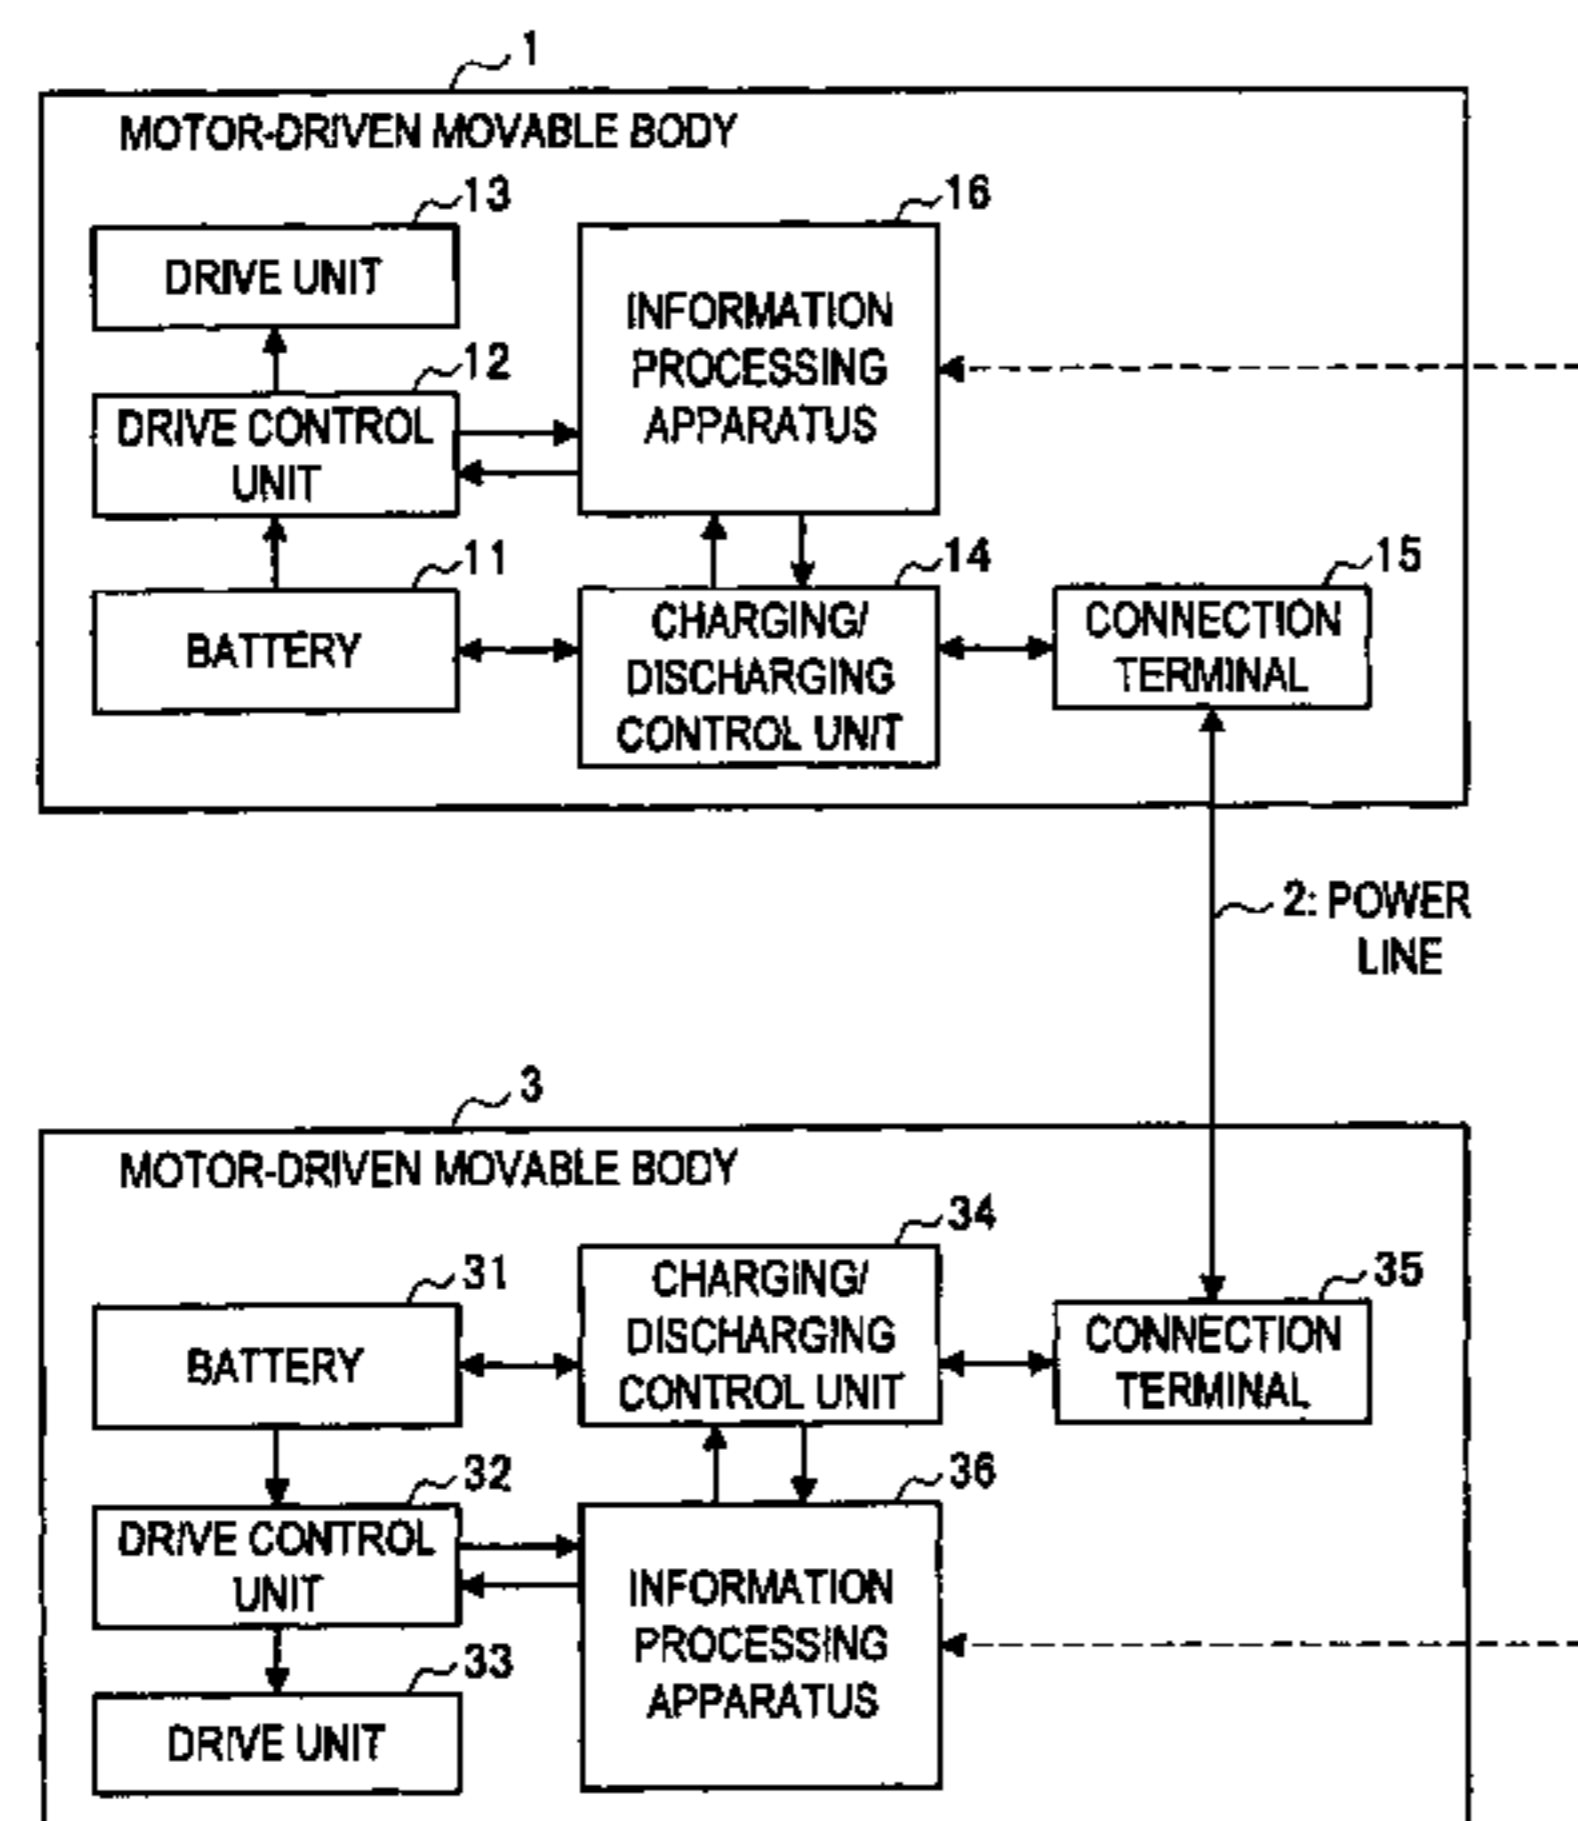 1
MOTOR-DRIVEN MOVABLE BODY
13
DRIVE UNIT
16
INFORMATION
PROCESSING
APPARATUS
12
DRIVE CONTROL
UNIT
11
BATTERY
14
CHARGING/
DISCHARGING
CONTROL UNIT
15
CONNECTION
TERMINAL
2: POWER
LINE
3
MOTOR-DRIVEN MOVABLE BODY
31
BATTERY
34
CHARGING/
DISCHARGING
CONTROL UNIT
35
CONNECTION
TERMINAL
32
DRIVE CONTROL
UNIT
36
INFORMATION
PROCESSING
APPARATUS
33
DRIVE UNIT